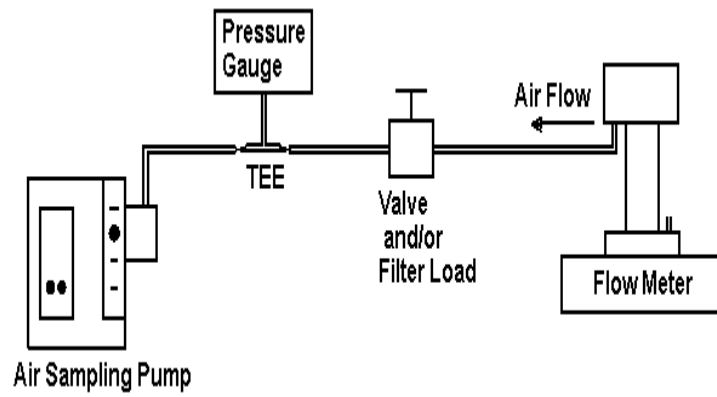 Pressure
Gauge
Air Flow
TEE
Valve
and/or
Filter Load
Flow Meter
Air Sampling Pump